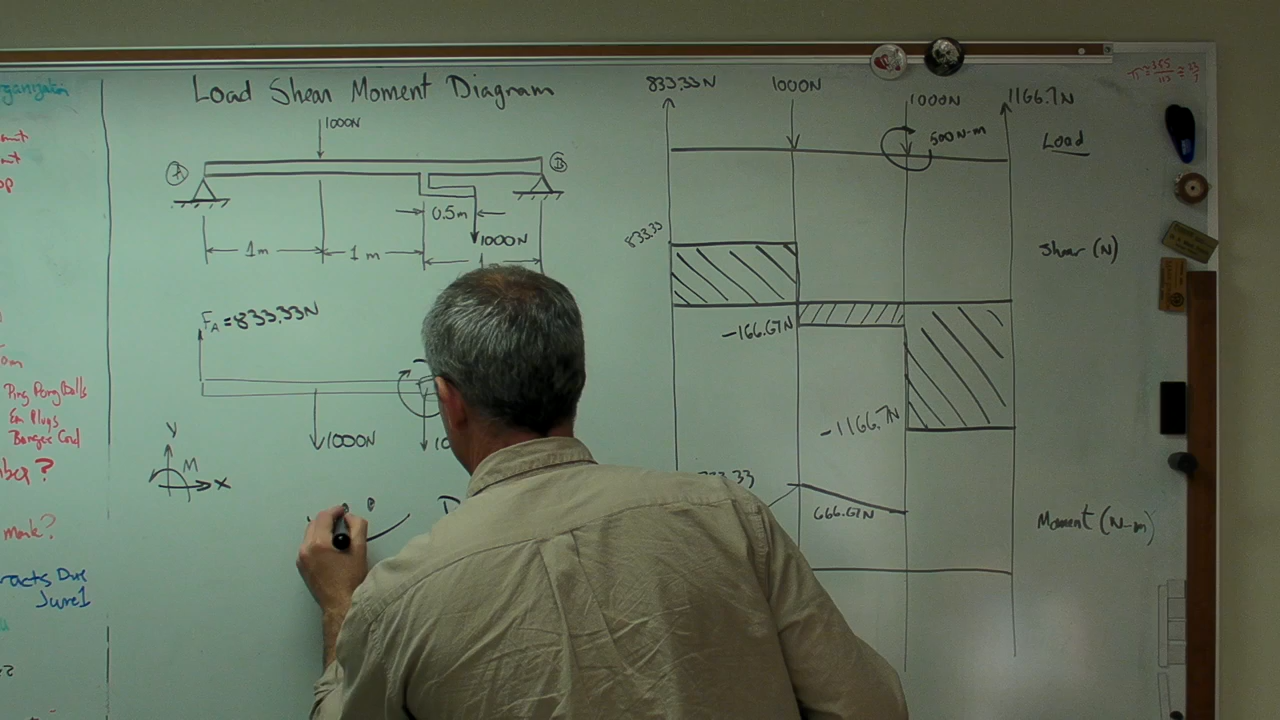 Load Shear Moment Diagram
1000N
A
B
0.5m
1000N
1m
1m
FA=833.33N
1000N
Y
M
X
833.33N
1000N
1000N
1166.7N
500N-m
Load
833.33
Shear (N)
-166.67N
-1166.7N
666.67N
Moment (N-m)
Ping Pong Balls
Ear Plugs
Bungee Cord
Due
June 1